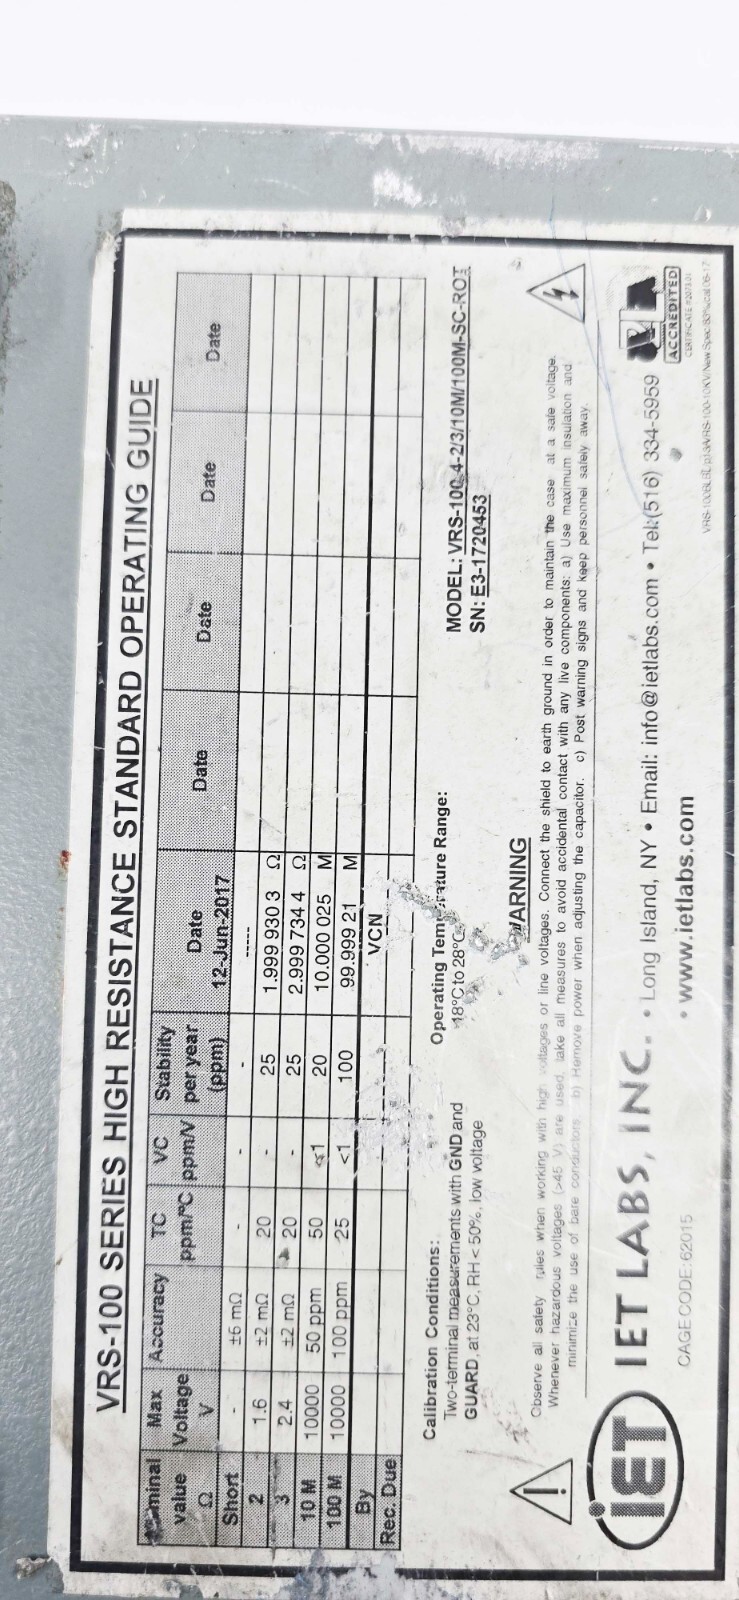 VRS-100 SERIES HIGH RESISTANCE STANDARD OPERATING GUIDE
minal value Ω Max Voltage V Accuracy TC ppm/°C VC ppm/V Stability per year (ppm) Date 12-Jun-2017 Date Date Date Date
Short - ±6 mΩ - - - -----
2 1.6 ±2 mΩ 20 - 25 1.999 930 3 Ω
3 2.4 ±2 mΩ 20 - 25 2.999 734 4 Ω
10 M 10000 50 ppm 50 <1 20 10.000 025 M
100 M 10000 100 ppm 25 <1 100 99.999 21 M
By VCN
Rec. Due
Calibration Conditions:
Two-terminal measurements with GND and
GUARD, at 23°C, RH < 50%, low voltage
Operating Temperature Range:
18°C to 28°C
MODEL: VRS-100-4-2/3/10M/100M-SC-ROT
SN: E3-1720453
WARNING
Observe all safety rules when working with high voltages or line voltages. Connect the shield to earth ground in order to maintain the case at a safe voltage.
Whenever hazardous voltages (>45 V) are used, take all measures to avoid accidental contact with any live components: a) Use maximum insulation and
minimize the use of bare conductors b) Remove power when adjusting the capacitor. c) Post warning signs and keep personnel safely away.
iET IET LABS, INC. • Long Island, NY • Email: info@ietlabs.com • Tel:(516) 334-5959
ACCREDITED
CAGE CODE: 62015
• www.ietlabs.com